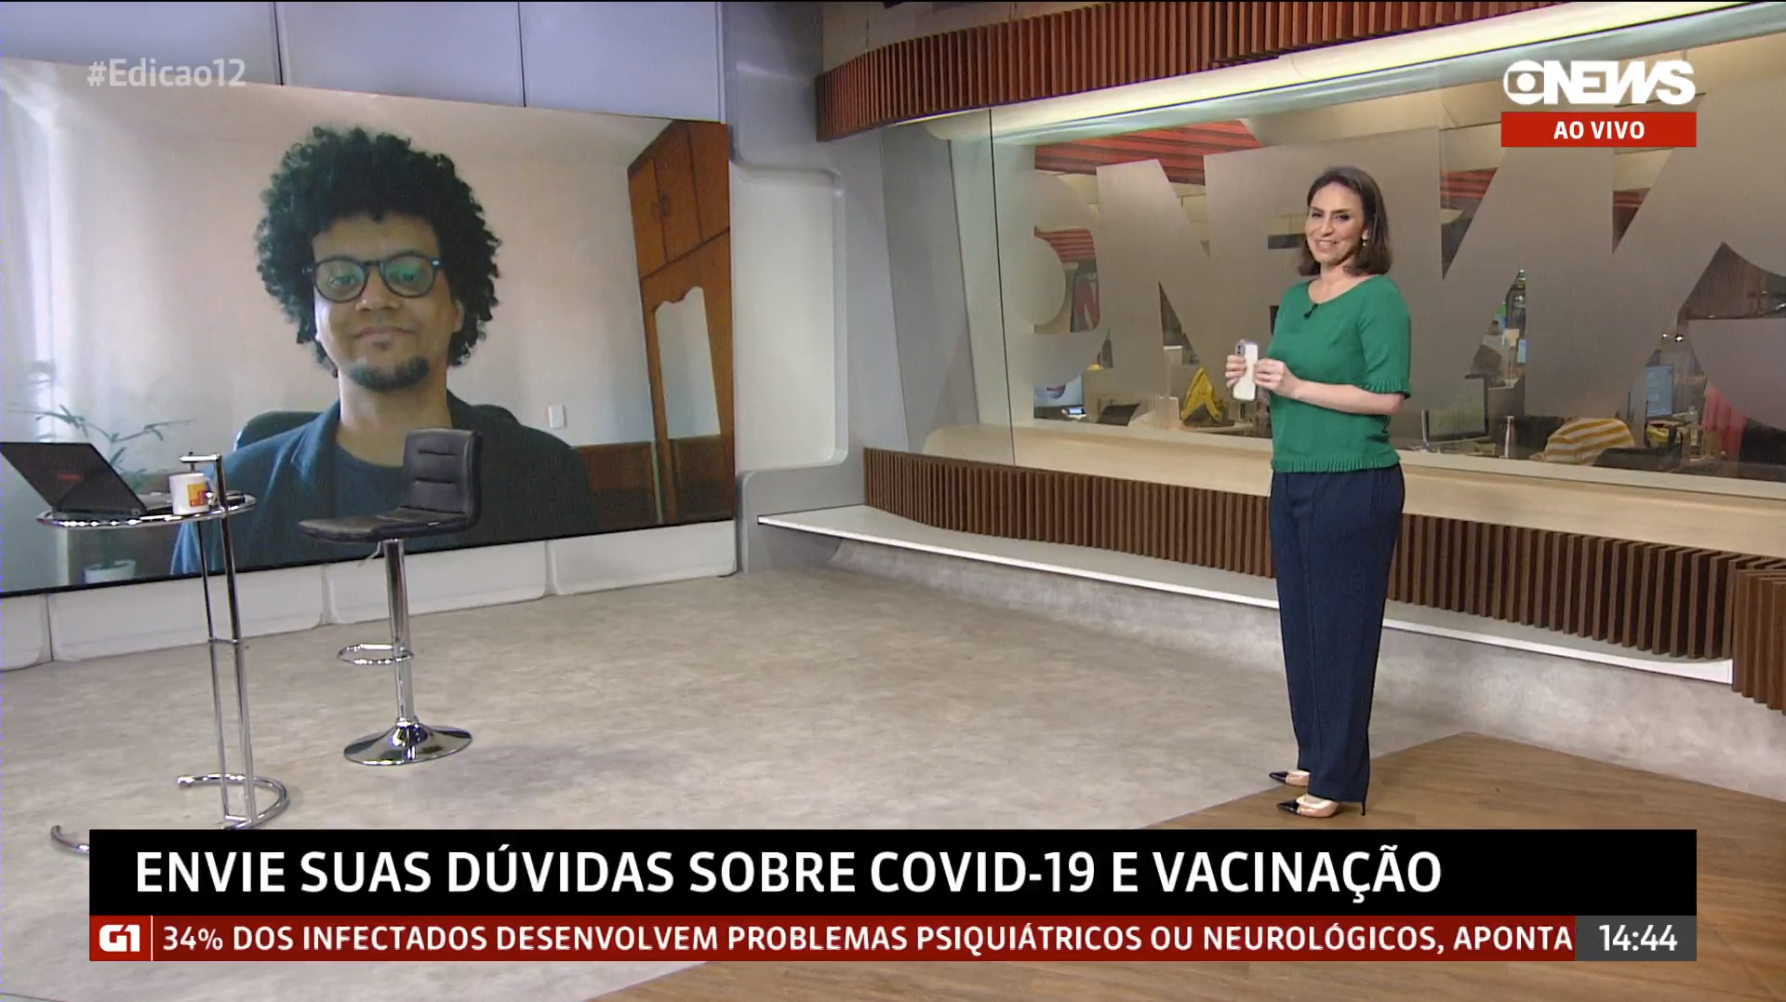 #Edicao12
GNEWS
AO VIVO
ENVIE SUAS DÚVIDAS SOBRE COVID-19 E VACINAÇÃO
G1 34% DOS INFECTADOS DESENVOLVEM PROBLEMAS PSIQUIÁTRICOS OU NEUROLÓGICOS, APONTA 14:44